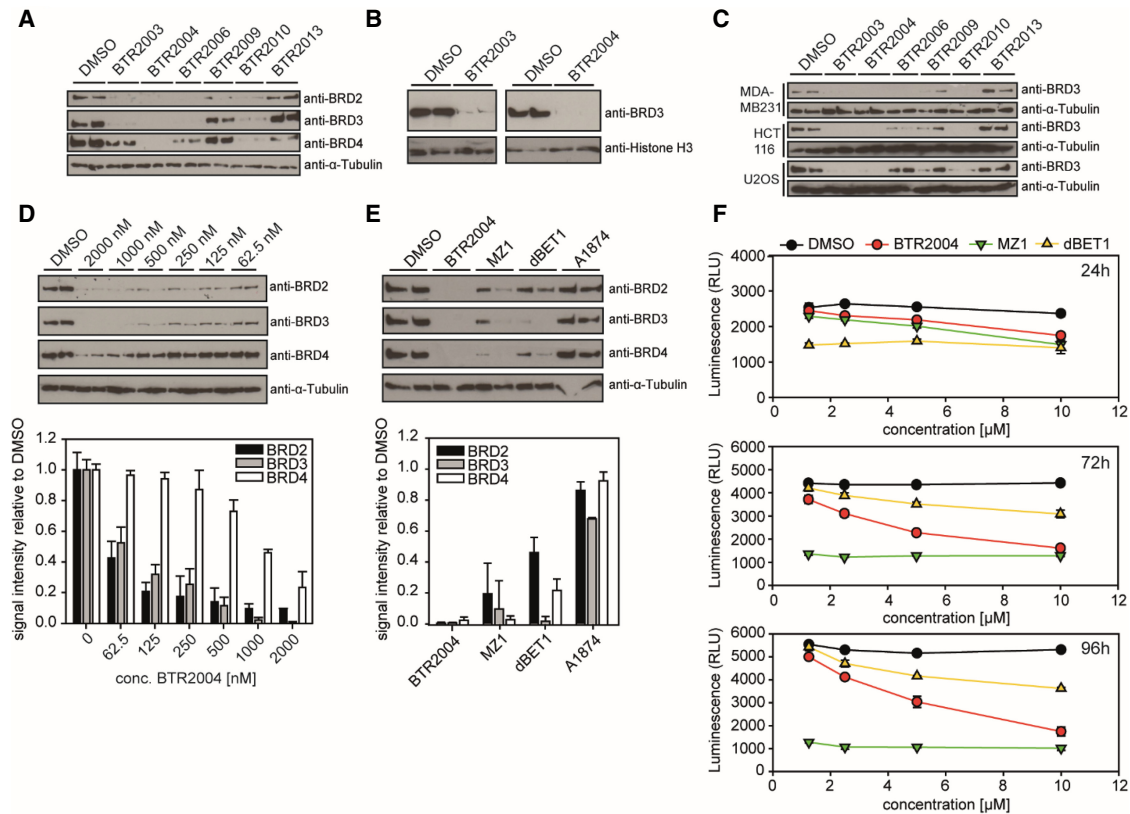 A
DMSO
BTR2003
BTR2004
BTR2006
BTR2009
BTR2010
BTR2013
anti-BRD2
anti-BRD3
anti-BRD4
anti-α-Tubulin
B
DMSO
BTR2003
DMSO
BTR2004
anti-BRD3
anti-Histone H3
C
DMSO
BTR2003
BTR2004
BTR2006
BTR2009
BTR2010
BTR2013
MDA-
MB231
anti-BRD3
anti-α-Tubulin
HCT
116
anti-BRD3
anti-α-Tubulin
U2OS
anti-BRD3
anti-α-Tubulin
D
DMSO
2000 nM
1000 nM
500 nM
250 nM
125 nM
62.5 nM
anti-BRD2
anti-BRD3
anti-BRD4
anti-α-Tubulin
signal intensity relative to DMSO
1.2
1.0
0.8
0.6
0.4
0.2
0.0
BRD2
BRD3
BRD4
0
62.5
125
250
500
1000
2000
conc. BTR2004 [nM]
E
DMSO
BTR2004
MZ1
dBET1
A1874
anti-BRD2
anti-BRD3
anti-BRD4
anti-α-Tubulin
signal intensity relative to DMSO
1.2
1.0
0.8
0.6
0.4
0.2
0.0
BRD2
BRD3
BRD4
BTR2004
MZ1
dBET1
A1874
F
DMSO BTR2004 MZ1 dBET1
24h
Luminescence (RLU)
4000
3000
2000
1000
0
0 2 4 6 8 10 12
concentration [µM]
72h
Luminescence (RLU)
6000
5000
4000
3000
2000
1000
0
0 2 4 6 8 10 12
concentration [µM]
96h
Luminescence (RLU)
6000
5000
4000
3000
2000
1000
0
0 2 4 6 8 10 12
concentration [µM]